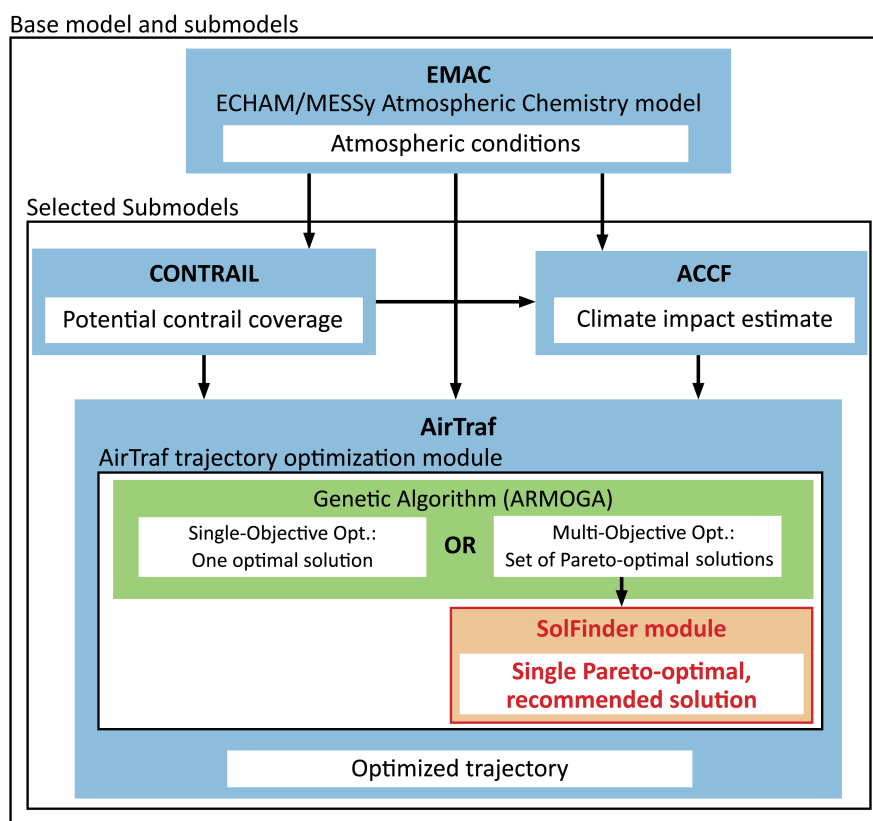 Base model and submodels
EMAC
ECHAM/MESSy Atmospheric Chemistry model
Atmospheric conditions
Selected Submodels
CONTRAIL
Potential contrail coverage
ACCF
Climate impact estimate
AirTraf
AirTraf trajectory optimization module
Genetic Algorithm (ARMOGA)
Single-Objective Opt.:
One optimal solution
OR
Multi-Objective Opt.:
Set of Pareto-optimal solutions
SolFinder module
Single Pareto-optimal,
recommended solution
Optimized trajectory